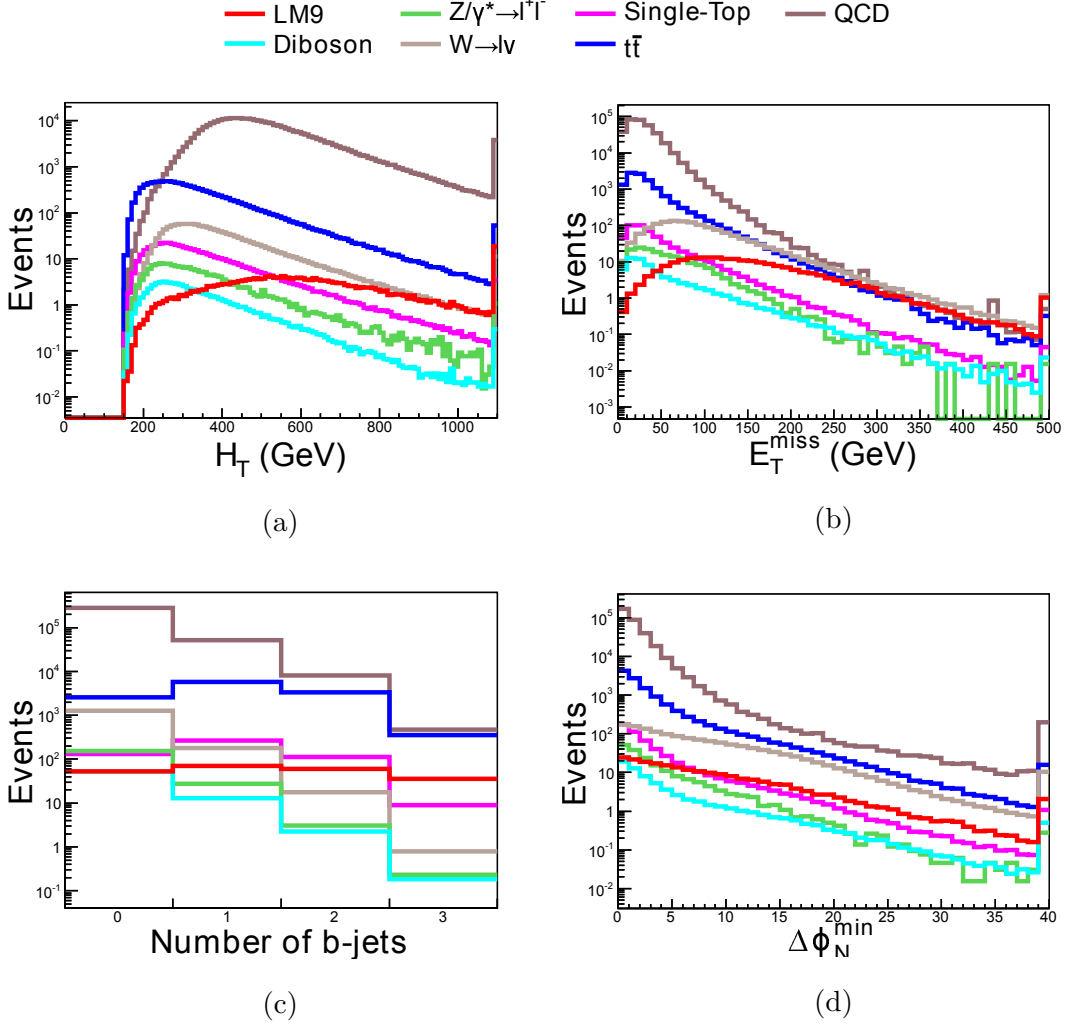 LM9 Z/γ*→l⁺l⁻ Single-Top QCD
Diboson W→lν tt̄
Events
10⁴
10³
10²
10
1
10⁻¹
10⁻²
0 200 400 600 800 1000
H_T (GeV)
(a)
Events
10⁵
10⁴
10³
10²
10
1
10⁻¹
10⁻²
10⁻³
0 50 100 150 200 250 300 350 400 450 500
E_T^miss (GeV)
(b)
Events
10⁵
10⁴
10³
10²
10
1
10⁻¹
0 1 2 3
Number of b-jets
(c)
Events
10⁵
10⁴
10³
10²
10
1
10⁻¹
10⁻²
0 5 10 15 20 25 30 35 40
Δϕ_N^min
(d)